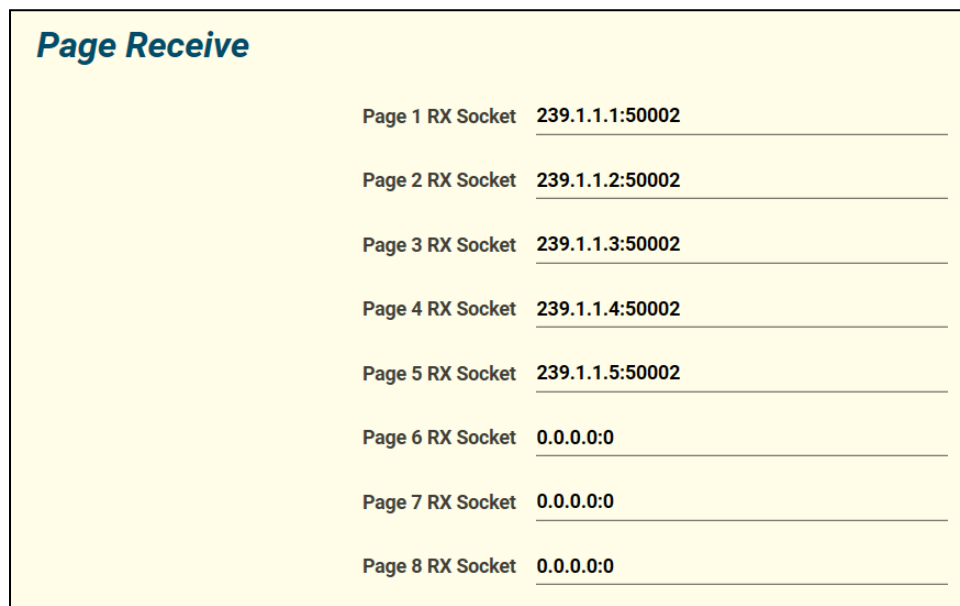 Page Receive
Page 1 RX Socket 239.1.1.1:50002
Page 2 RX Socket 239.1.1.2:50002
Page 3 RX Socket 239.1.1.3:50002
Page 4 RX Socket 239.1.1.4:50002
Page 5 RX Socket 239.1.1.5:50002
Page 6 RX Socket 0.0.0.0:0
Page 7 RX Socket 0.0.0.0:0
Page 8 RX Socket 0.0.0.0:0